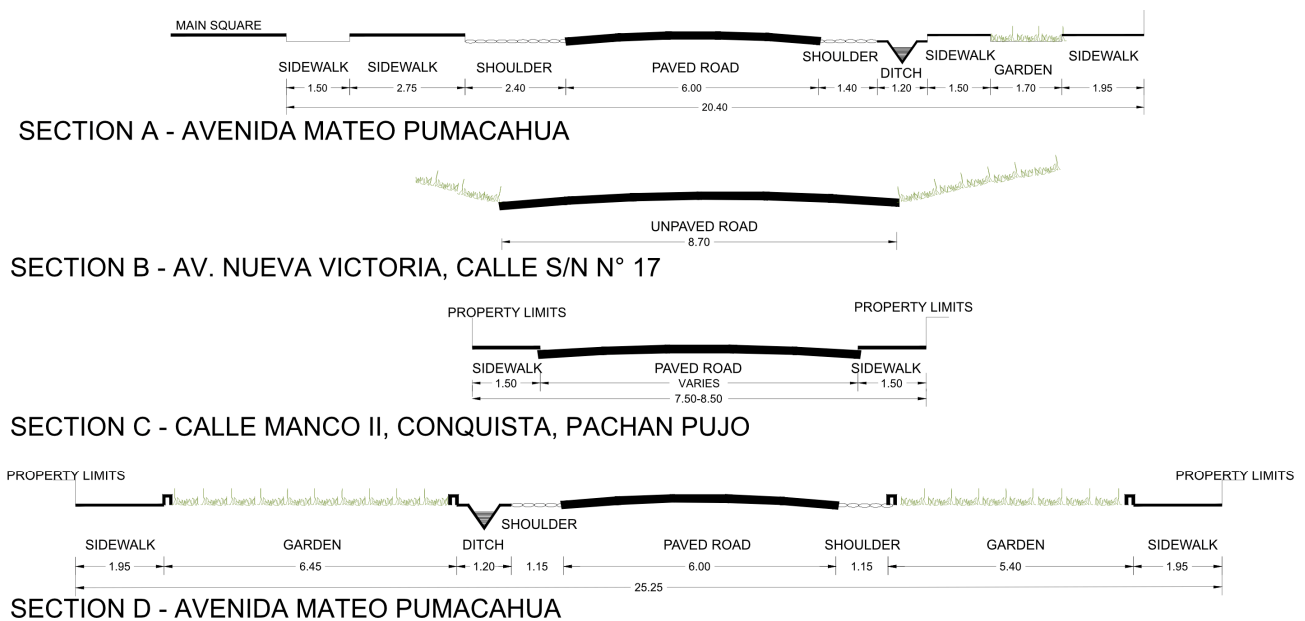 MAIN SQUARE
SIDEWALK SIDEWALK SHOULDER PAVED ROAD SHOULDER DITCH SIDEWALK GARDEN SIDEWALK
1.50 2.75 2.40 6.00 1.40 1.20 1.50 1.70 1.95
20.40
SECTION A - AVENIDA MATEO PUMACAHUA
UNPAVED ROAD
8.70
SECTION B - AV. NUEVA VICTORIA, CALLE S/N N° 17
PROPERTY LIMITS PROPERTY LIMITS
SIDEWALK PAVED ROAD SIDEWALK
1.50 VARIES 1.50
7.50-8.50
SECTION C - CALLE MANCO II, CONQUISTA, PACHAN PUJO
PROPERTY LIMITS PROPERTY LIMITS
SHOULDER
SIDEWALK GARDEN DITCH PAVED ROAD SHOULDER GARDEN SIDEWALK
1.95 6.45 1.20 1.15 6.00 1.15 5.40 1.95
25.25
SECTION D - AVENIDA MATEO PUMACAHUA